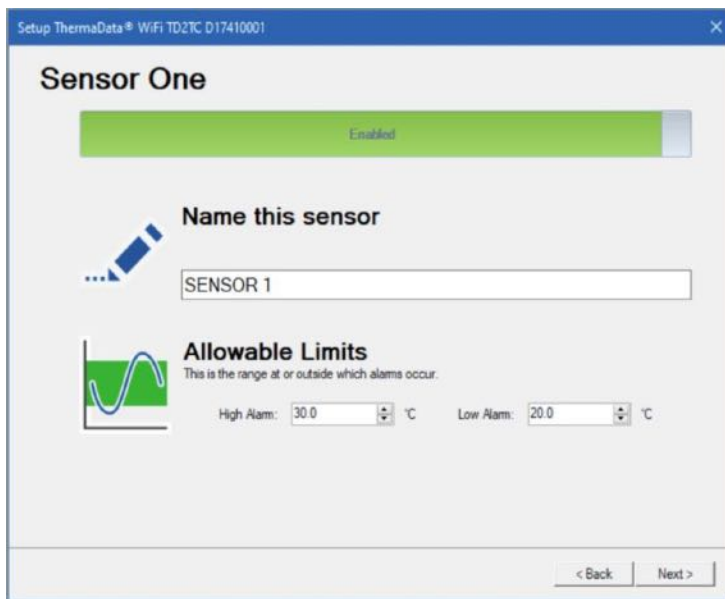 Setup ThermaData® WiFi TD2TC D17410001
Sensor One
Enabled
Name this sensor
SENSOR 1
Allowable Limits
This is the range at or outside which alarms occur.
High Alarm: 30.0 °C Low Alarm: 20.0 °C
< Back Next >